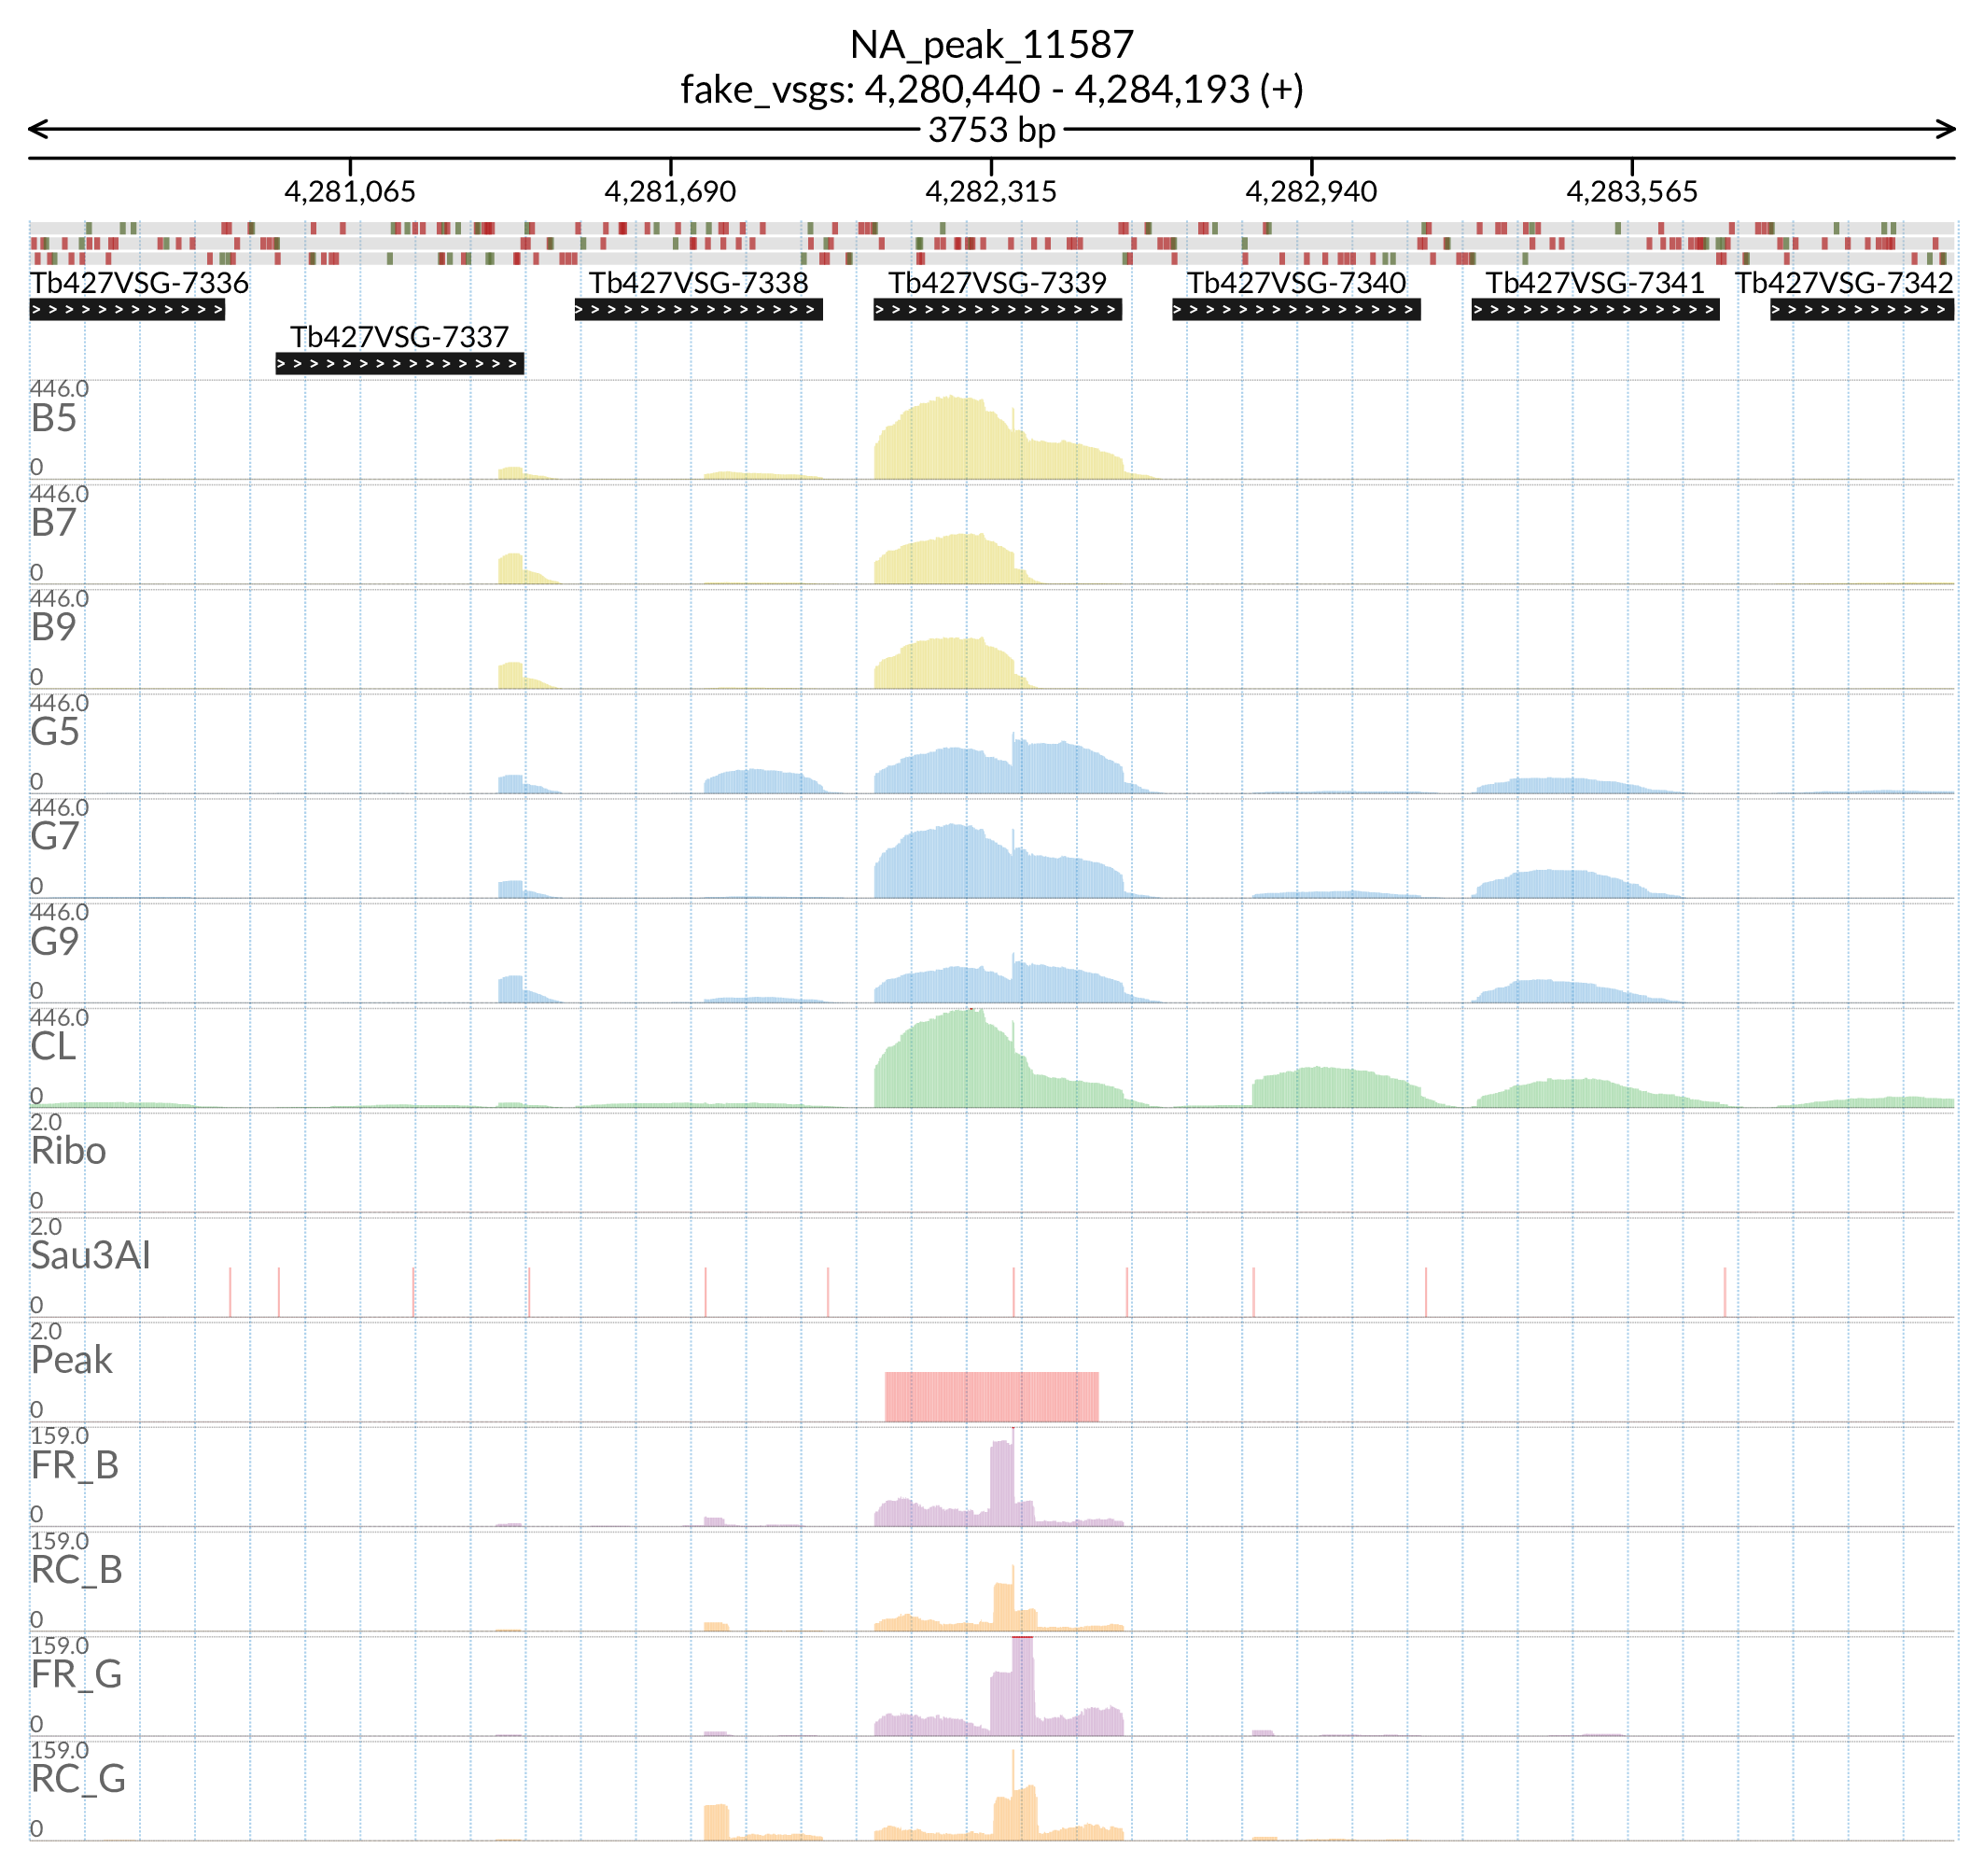 NA_peak_11587
fake_vsgs: 4,280,440 - 4,284,193 (+)
3753 bp
4,281,065 4,281,690 4,282,315 4,282,940 4,283,565
Tb427VSG-7336 Tb427VSG-7338 Tb427VSG-7339 Tb427VSG-7340 Tb427VSG-7341 Tb427VSG-7342
Tb427VSG-7337
446.0
B5
0
446.0
B7
0
446.0
B9
0
446.0
G5
0
446.0
G7
0
446.0
G9
0
446.0
CL
0
2.0
Ribo
0
2.0
Sau3AI
0
2.0
Peak
0
159.0
FR_B
0
159.0
RC_B
0
159.0
FR_G
0
159.0
RC_G
0